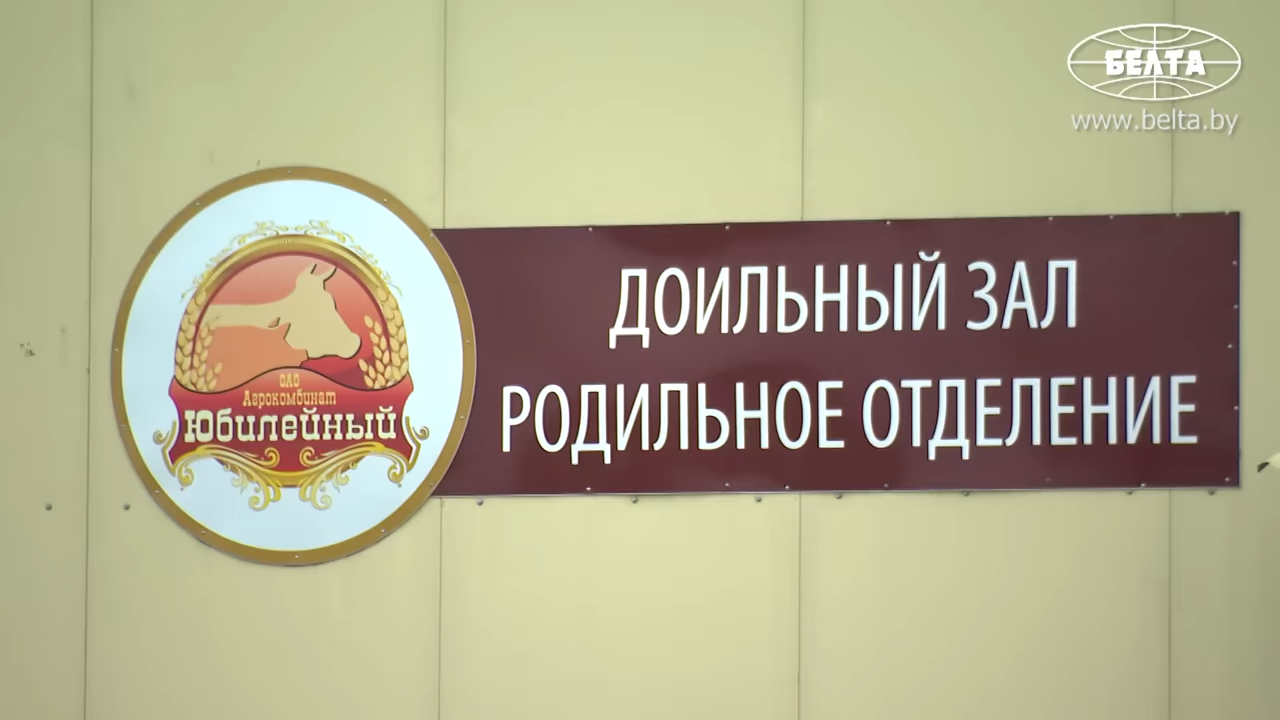 БЕЛТА
www.belta.by
ДОИЛЬНЫЙ ЗАЛ
РОДИЛЬНОЕ ОТДЕЛЕНИЕ
ОАО
Агрокомбинат
Юбилейный